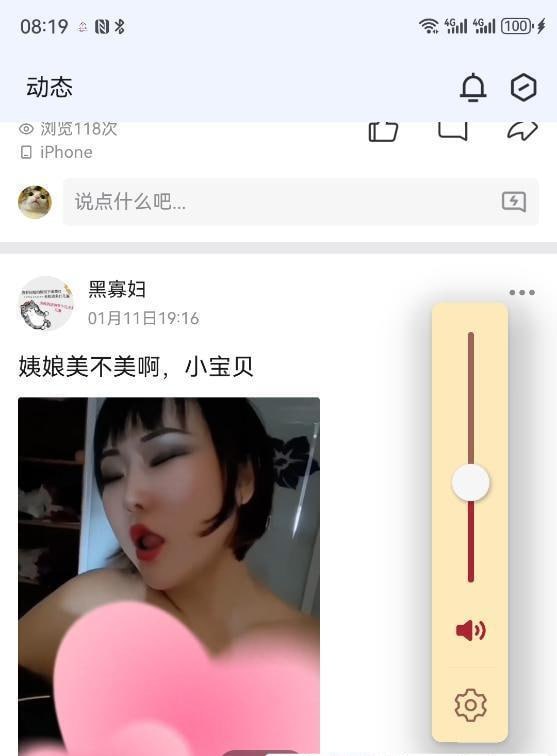 08:19
4G 4G 100
动态
浏览118次
iPhone
说点什么吧...
黑寡妇
01月11日19:16
姨娘美不美啊，小宝贝